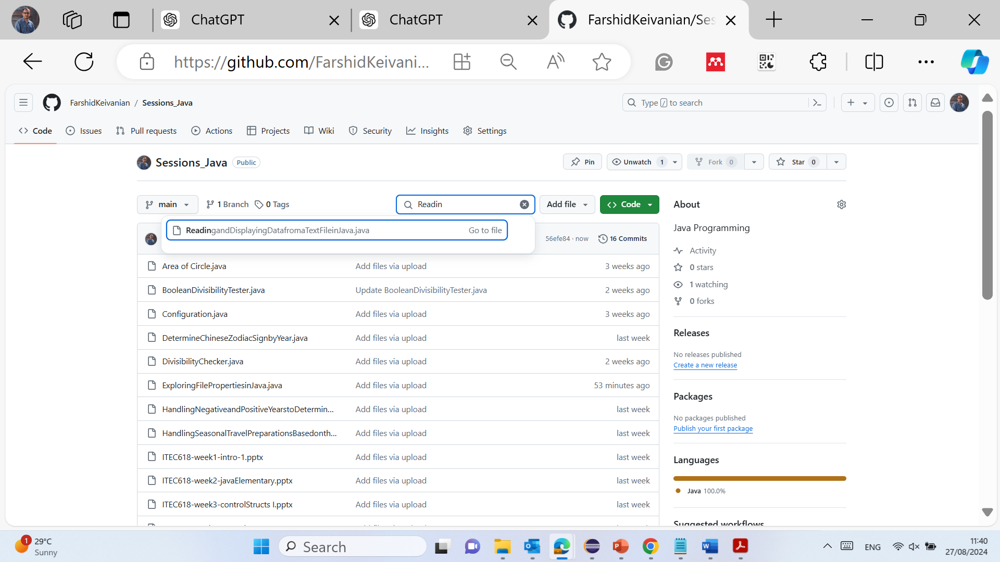 ChatGPT
ChatGPT
FarshidKeivanian/Ses
https://github.com/FarshidKeivani...
FarshidKeivanian / Sessions_Java
Type / to search
Code
Issues
Pull requests
Actions
Projects
Wiki
Security
Insights
Settings
Sessions_Java Public
Pin
Unwatch 1
Fork 0
Star 0
main
1 Branch
0 Tags
Readin
Add file
Code
ReadingandDisplayingDatafromaTextFileinJava.java Go to file
56efe84 · now
16 Commits
Area of Circle.java Add files via upload 3 weeks ago
BooleanDivisibilityTester.java Update BooleanDivisibilityTester.java 2 weeks ago
Configuration.java Add files via upload 3 weeks ago
DetermineChineseZodiacSignbyYear.java Add files via upload last week
DivisibilityChecker.java Add files via upload 2 weeks ago
ExploringFilePropertiesinJava.java Add files via upload 53 minutes ago
HandlingNegativeandPositiveYearstoDetermin... Add files via upload last week
HandlingSeasonalTravelPreparationsBasedonth... Add files via upload last week
ITEC618-week1-intro-1.pptx Add files via upload last week
ITEC618-week2-javaElementary.pptx Add files via upload last week
ITEC618-week3-controlStructs I.pptx Add files via upload last week
About
Java Programming
Activity
0 stars
1 watching
0 forks
Releases
No releases published
Create a new release
Packages
No packages published
Publish your first package
Languages
Java 100.0%
Suggested workflows
1
29°C
Sunny
Search
ENG
11:40
27/08/2024